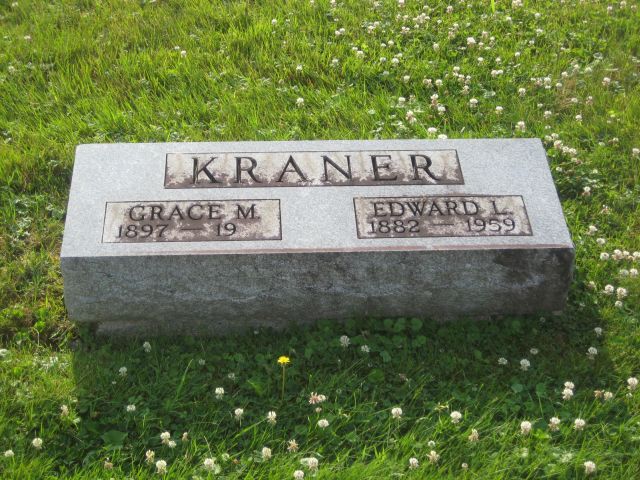 KRANER
GRACE M.
1897 — 19
EDWARD L.
1882 — 1959